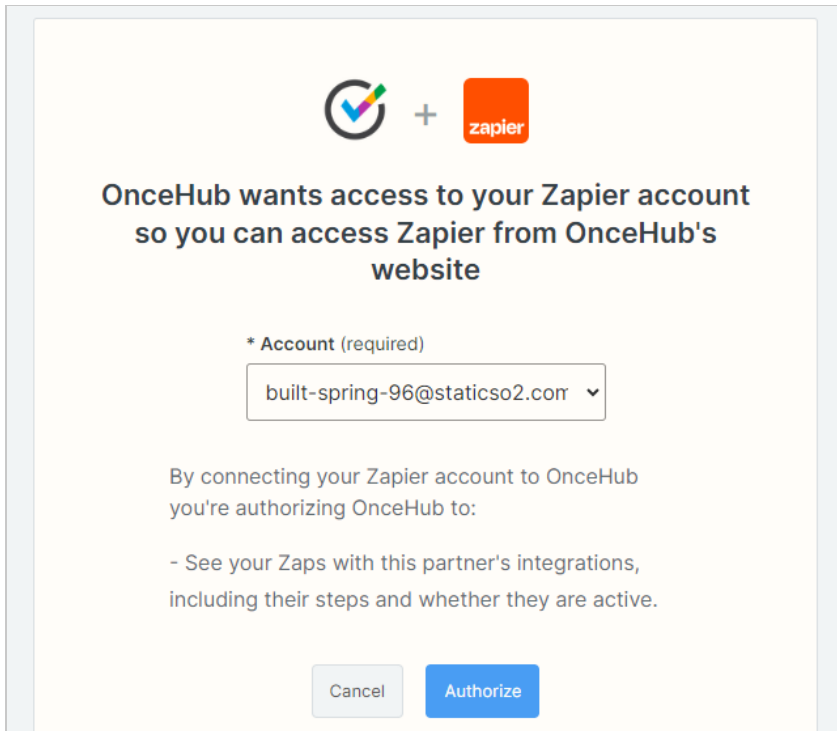 +
zapier
OnceHub wants access to your Zapier account
so you can access Zapier from OnceHub's
website
* Account (required)
built-spring-96@staticso2.com
By connecting your Zapier account to OnceHub
you're authorizing OnceHub to:
- See your Zaps with this partner's integrations,
including their steps and whether they are active.
Cancel
Authorize